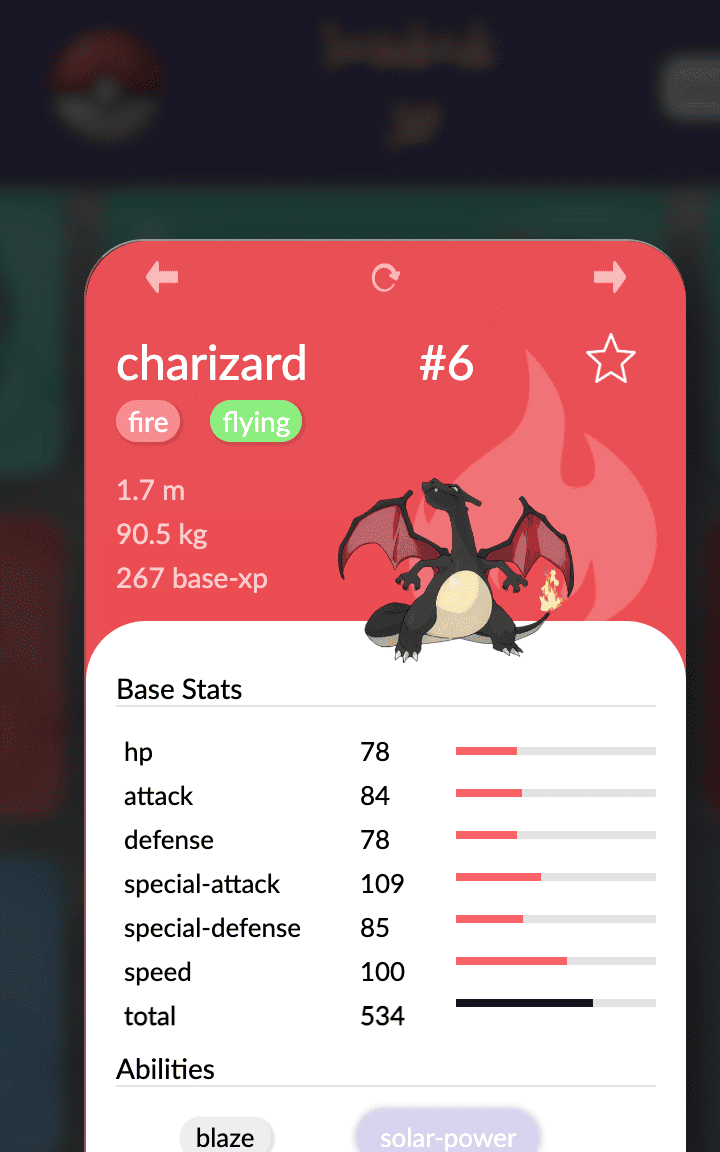 charizard #6
fire flying
1.7 m
90.5 kg
267 base-xp
Base Stats
hp 78
attack 84
defense 78
special-attack 109
special-defense 85
speed 100
total 534
Abilities
blaze solar-power